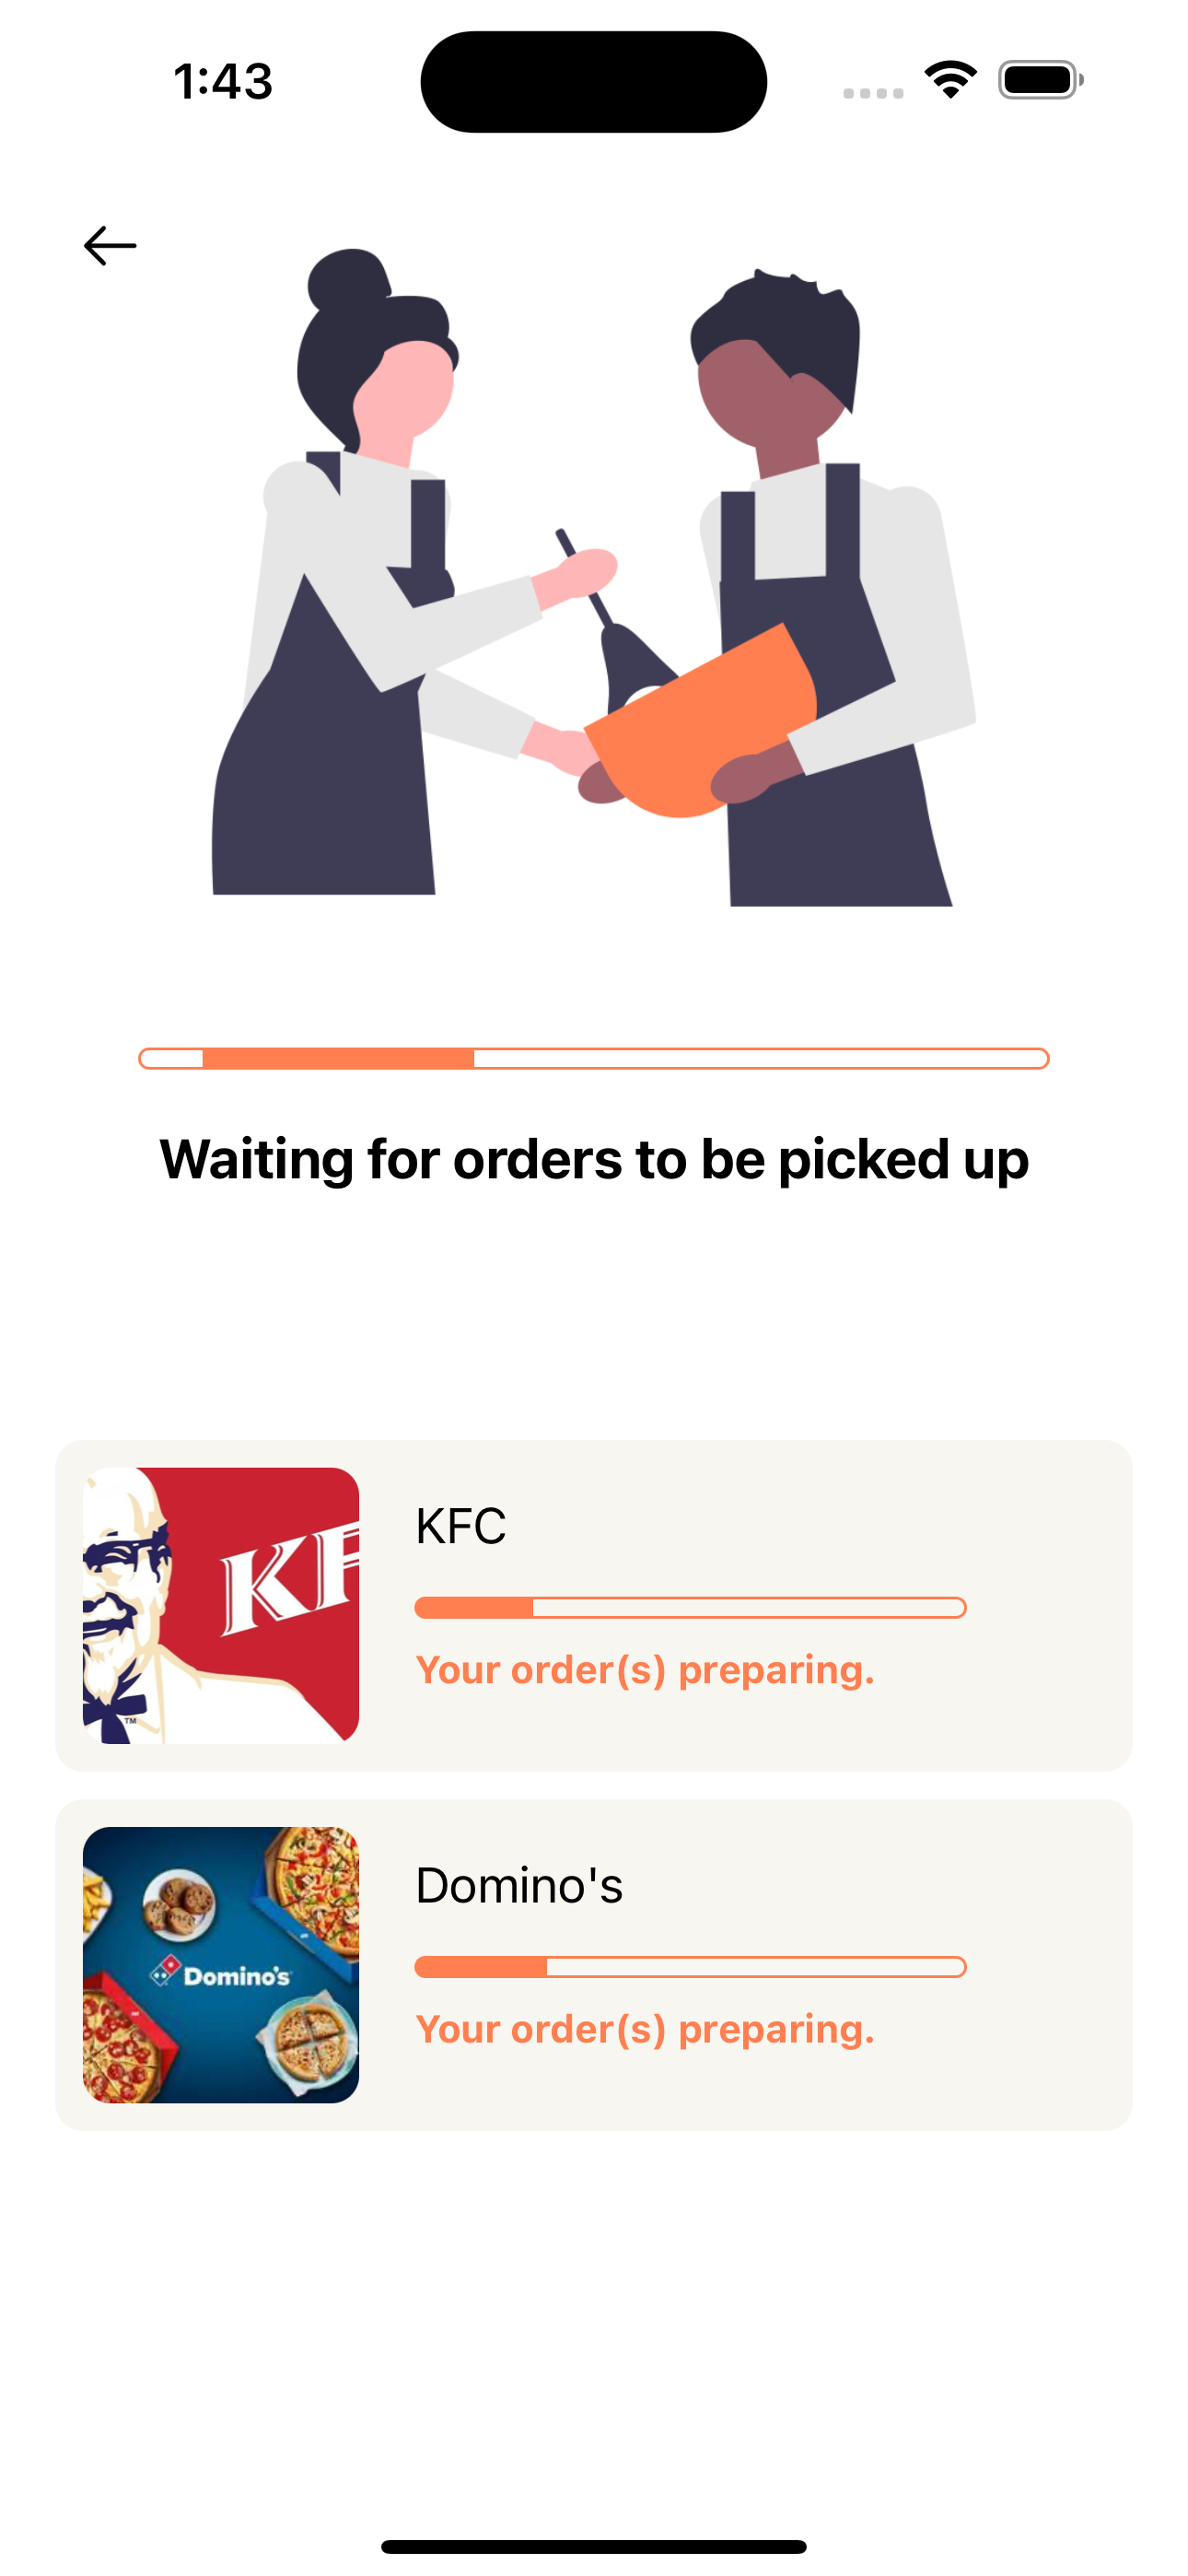 1:43
Waiting for orders to be picked up
KFC
KF
Your order(s) preparing.
TM
Domino's
Domino's
Your order(s) preparing.